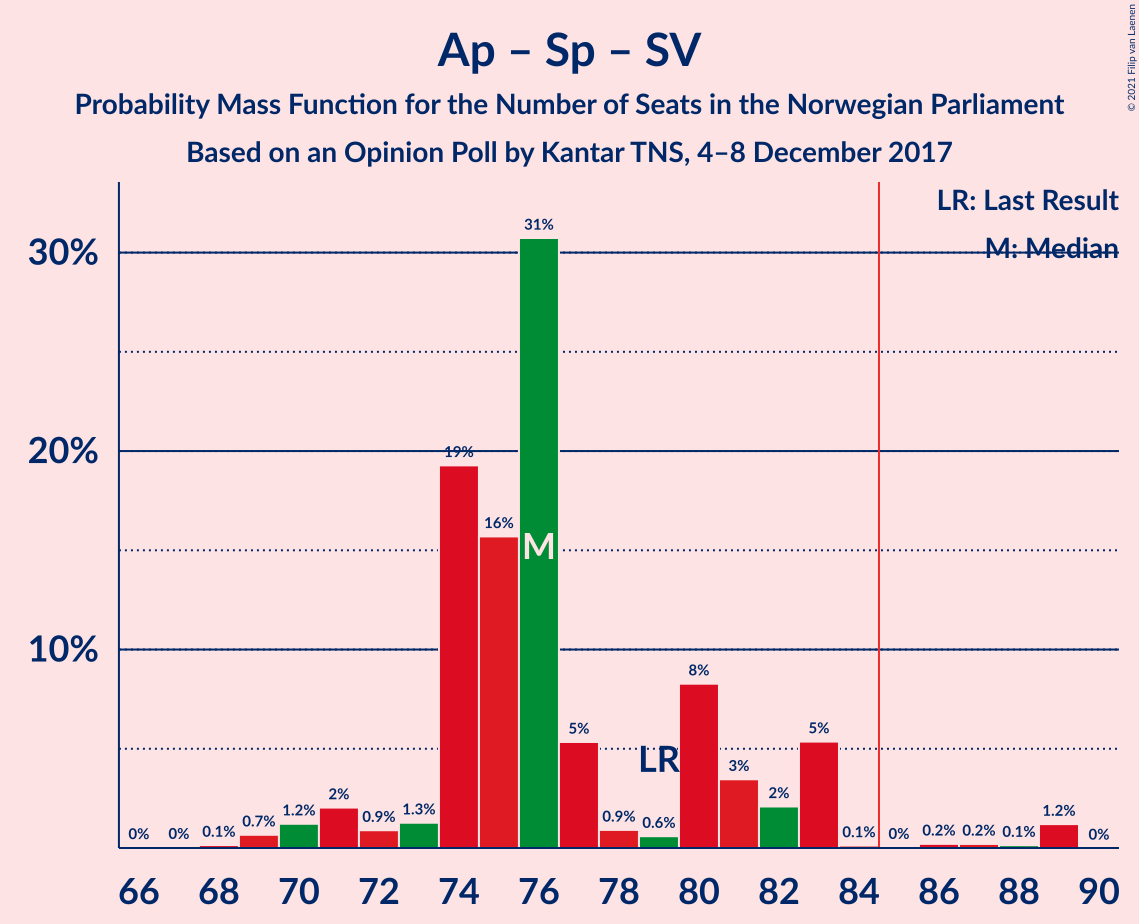 Ap – Sp – SV
Probability Mass Function for the Number of Seats in the Norwegian Parliament
Based on an Opinion Poll by Kantar TNS, 4–8 December 2017
© 2021 Filip van Laenen
LR: Last Result
M: Median
30%
20%
10%
0% 0% 0.1% 0.7% 1.2% 2% 0.9% 1.3% 19% 16% 31% 5% 0.9% 0.6% 8% 3% 2% 5% 0.1% 0% 0.2% 0.2% 0.1% 1.2% 0%
M
LR
66 68 70 72 74 76 78 80 82 84 86 88 90